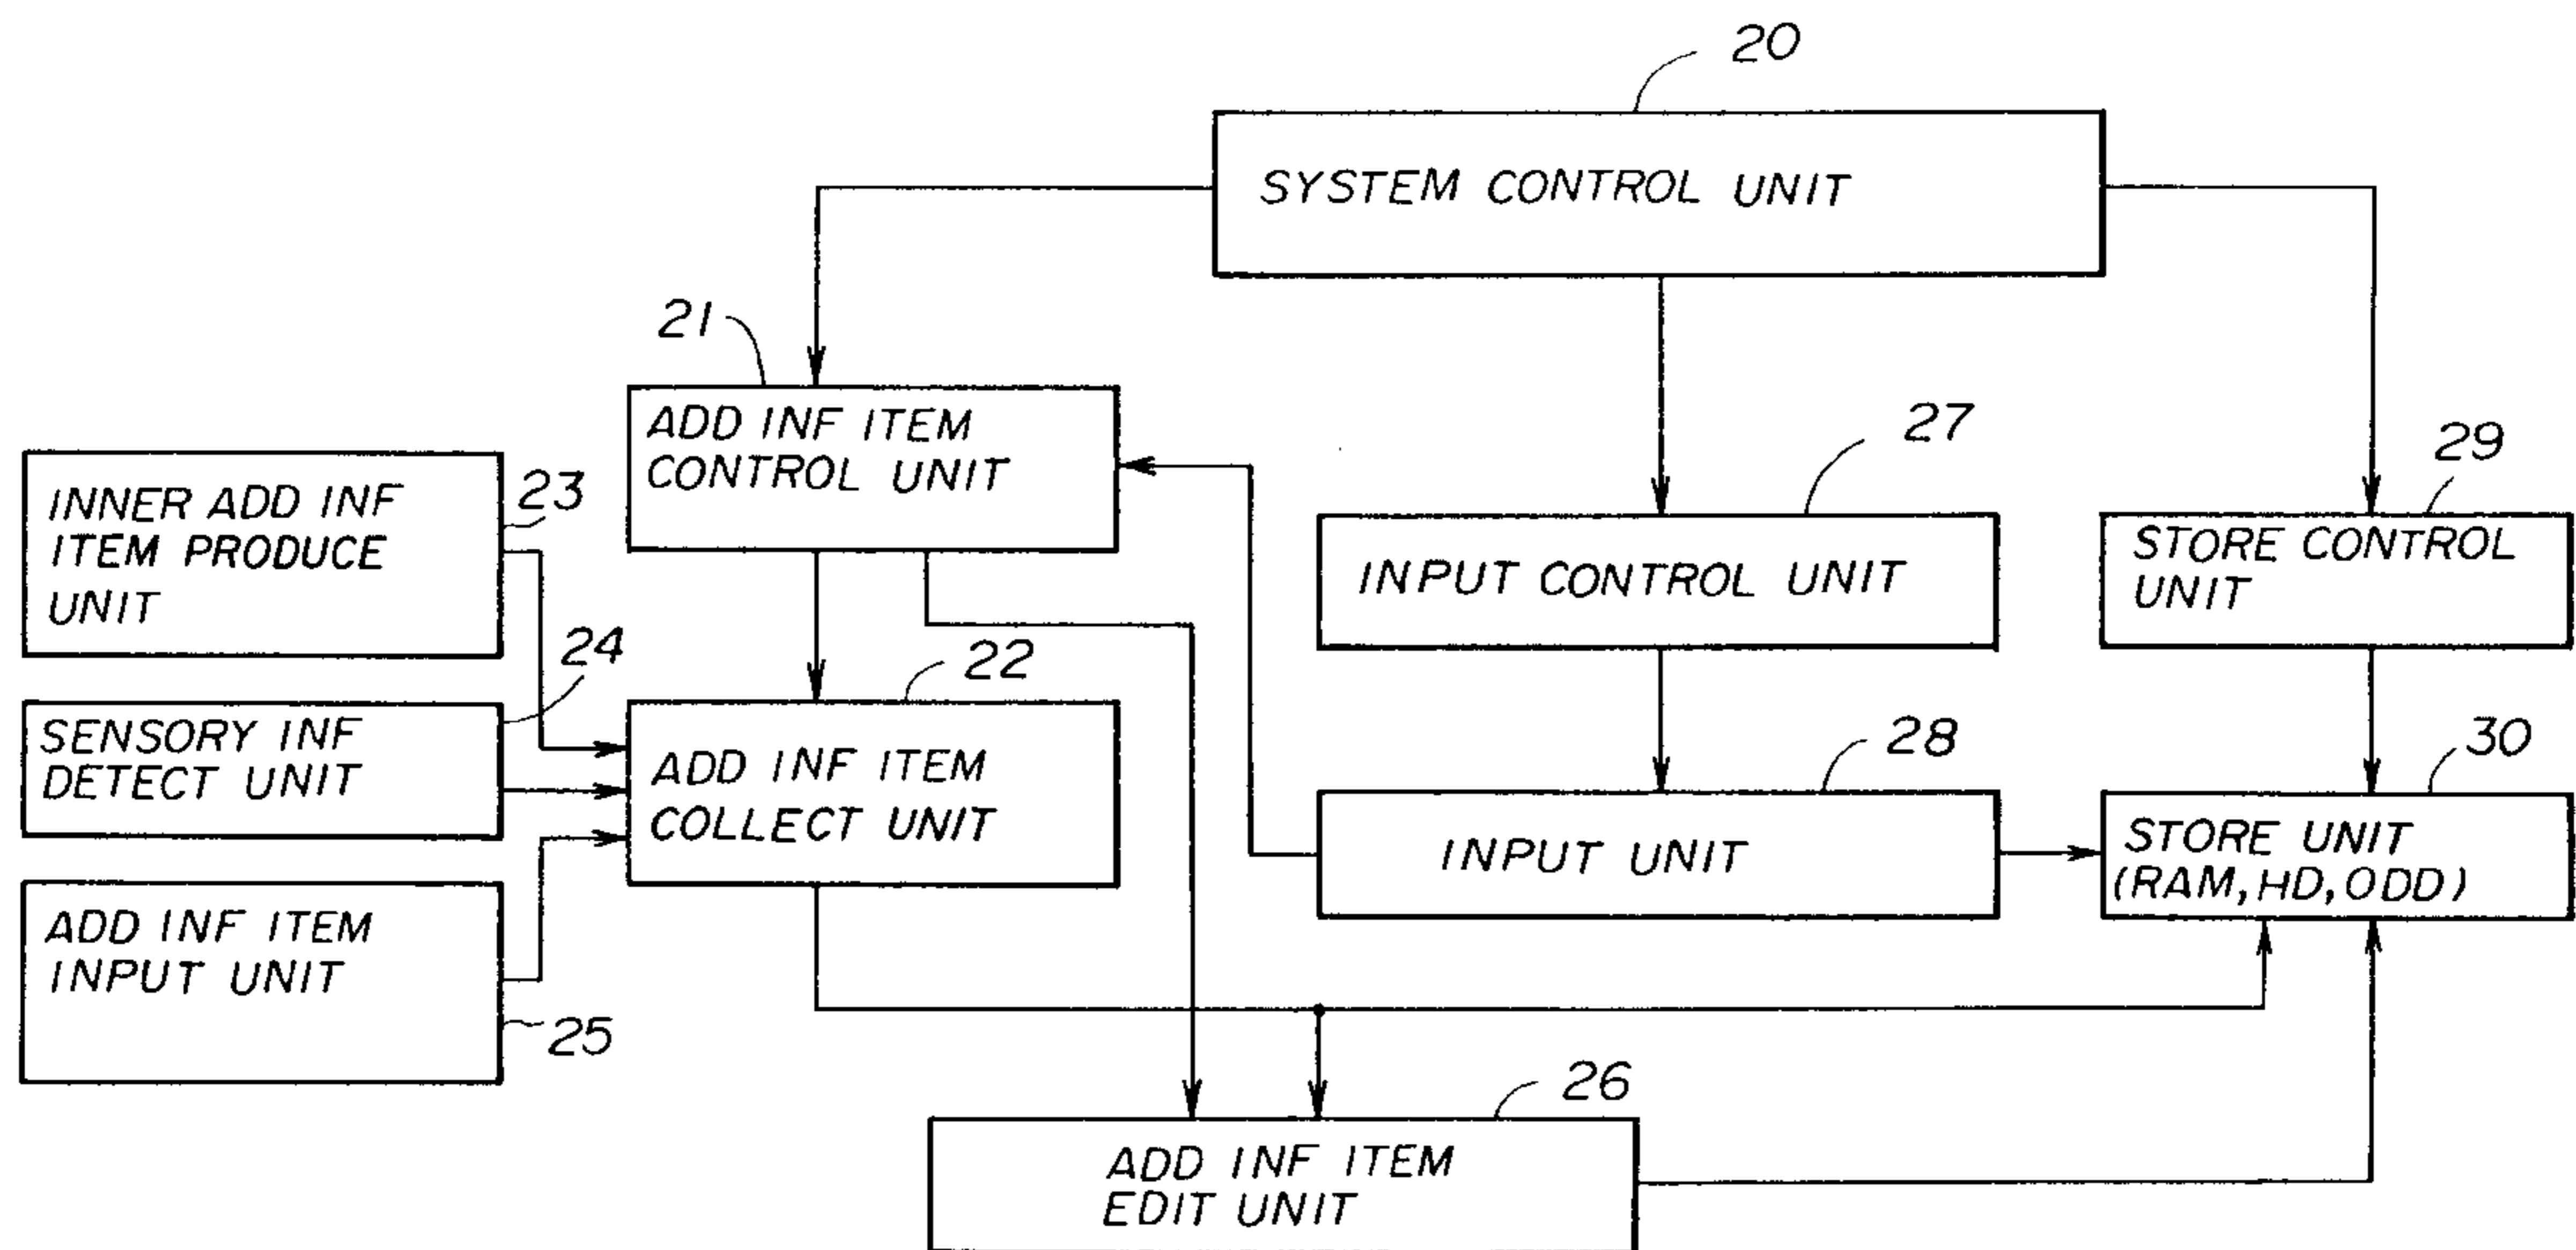 20
SYSTEM CONTROL UNIT
21
ADD INF ITEM
CONTROL UNIT
27
29
INNER ADD INF
ITEM PRODUCE
UNIT
23
INPUT CONTROL UNIT
STORE CONTROL
UNIT
24
22
SENSORY INF
DETECT UNIT
ADD INF ITEM
COLLECT UNIT
28
30
INPUT UNIT
STORE UNIT
(RAM,HD,ODD)
ADD INF ITEM
INPUT UNIT
25
26
ADD INF ITEM
EDIT UNIT